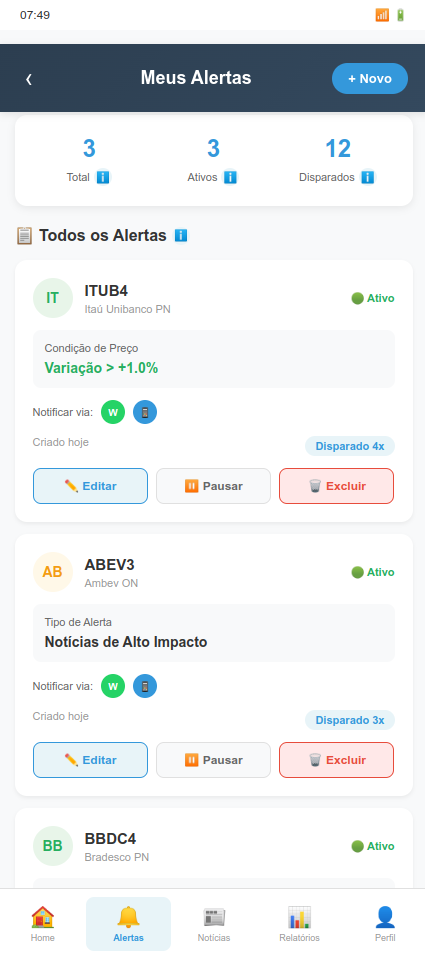 07:49
‹ Meus Alertas + Novo
3 3 12
Total Ativos Disparados
Todos os Alertas
IT ITUB4 Ativo
Itaú Unibanco PN
Condição de Preço
Variação > +1.0%
Notificar via: W
Criado hoje Disparado 4x
Editar Pausar Excluir
AB ABEV3 Ativo
Ambev ON
Tipo de Alerta
Notícias de Alto Impacto
Notificar via: W
Criado hoje Disparado 3x
Editar Pausar Excluir
BB BBDC4 Ativo
Bradesco PN
Home Alertas Notícias Relatórios Perfil